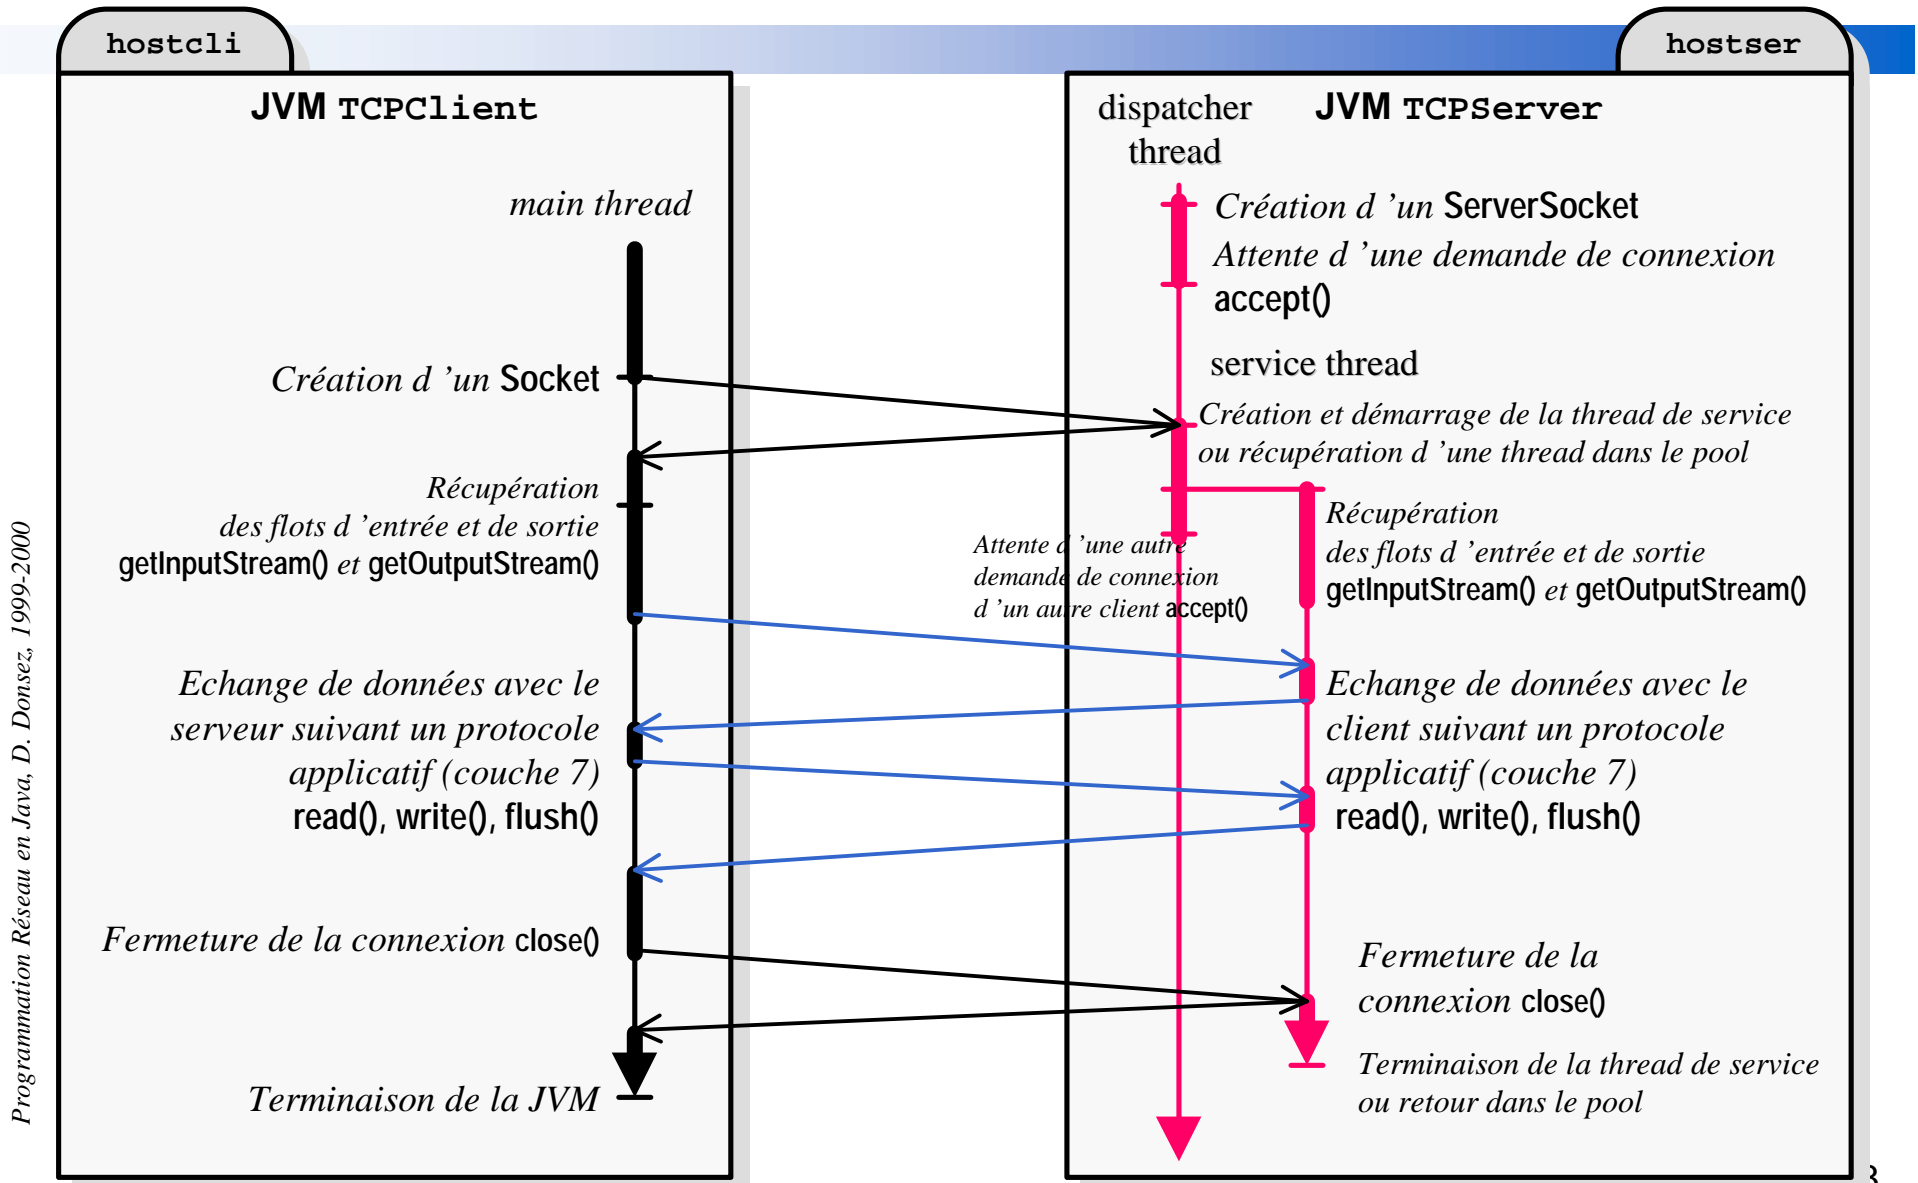 hostcli
hostser
JVM TCPClient
main thread
Création d ’un Socket
Récupération
des flots d ’entrée et de sortie
getInputStream() et getOutputStream()
Echange de données avec le
serveur suivant un protocole
applicatif (couche 7)
read(), write(), flush()
Fermeture de la connexion close()
Terminaison de la JVM
dispatcher
thread
JVM TCPServer
Création d ’un ServerSocket
Attente d ’une demande de connexion
accept()
service thread
Création et démarrage de la thread de service
ou récupération d ’une thread dans le pool
Attente d ’une autre
demande de connexion
d ’un autre client accept()
Récupération
des flots d ’entrée et de sortie
getInputStream() et getOutputStream()
Echange de données avec le
client suivant un protocole
applicatif (couche 7)
read(), write(), flush()
Fermeture de la
connexion close()
Terminaison de la thread de service
ou retour dans le pool
Programmation Réseau en Java, D. Donsez, 1999-2000